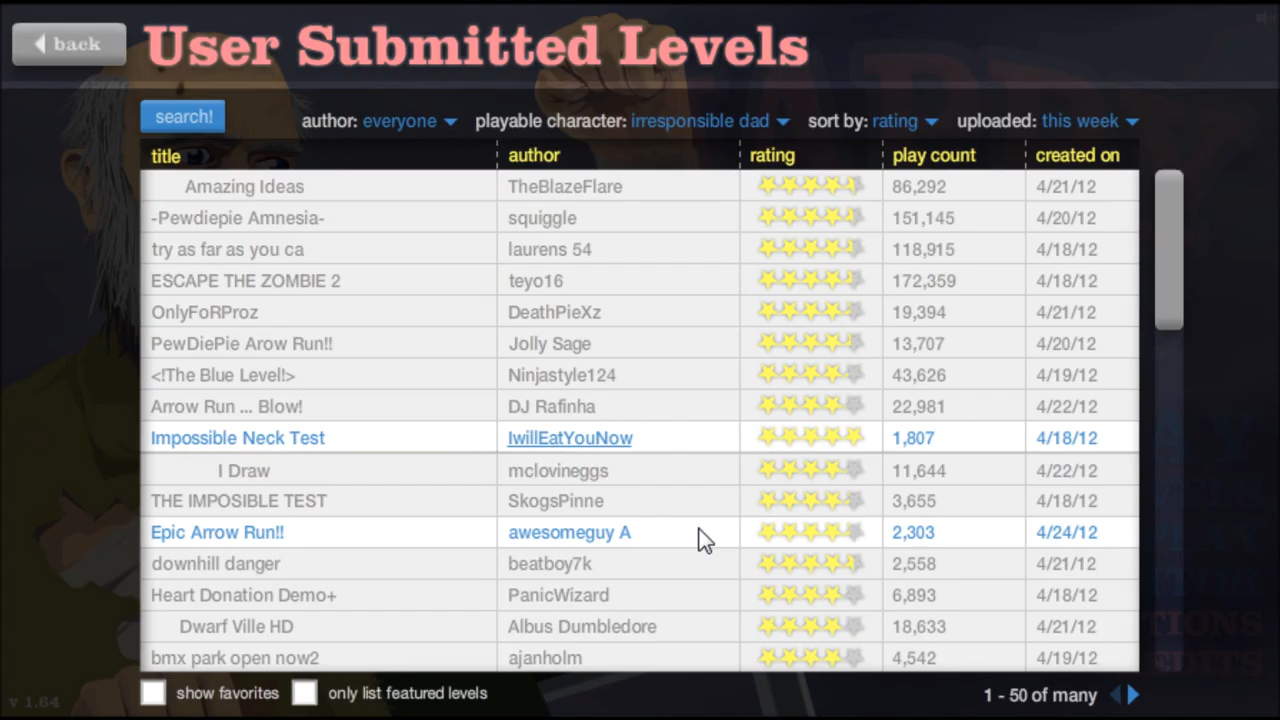 back User Submitted Levels
search! author: everyone playable character: irresponsible dad sort by: rating uploaded: this week
title author rating play count created on
Amazing Ideas TheBlazeFlare 86,292 4/21/12
-Pewdiepie Amnesia- squiggle 151,145 4/20/12
try as far as you ca laurens 54 118,915 4/18/12
ESCAPE THE ZOMBIE 2 teyo16 172,359 4/18/12
OnlyFoRProz DeathPieXz 19,394 4/21/12
PewDiePie Arow Run!! Jolly Sage 13,707 4/20/12
<!The Blue Level!> Ninjastyle124 43,626 4/19/12
Arrow Run ... Blow! DJ Rafinha 22,981 4/22/12
Impossible Neck Test IwillEatYouNow 1,807 4/18/12
I Draw mclovineggs 11,644 4/22/12
THE IMPOSIBLE TEST SkogsPinne 3,655 4/18/12
Epic Arrow Run!! awesomeguy A 2,303 4/24/12
downhill danger beatboy7k 2,558 4/21/12
Heart Donation Demo+ PanicWizard 6,893 4/18/12
Dwarf Ville HD Albus Dumbledore 18,633 4/21/12
bmx park open now2 ajanholm 4,542 4/19/12
show favorites only list featured levels 1 - 50 of many
v 1.64